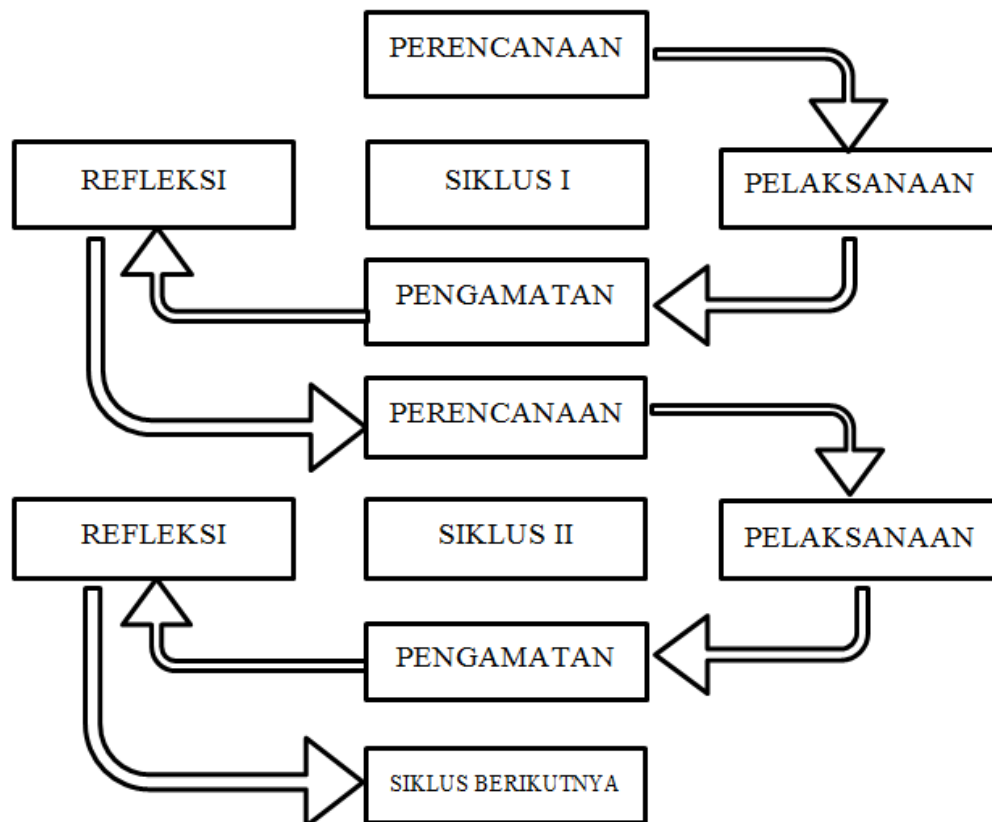 PERENCANAAN
REFLEKSI
SIKLUS I
PELAKSANAAN
PENGAMATAN
PERENCANAAN
REFLEKSI
SIKLUS II
PELAKSANAAN
PENGAMATAN
SIKLUS BERIKUTNYA